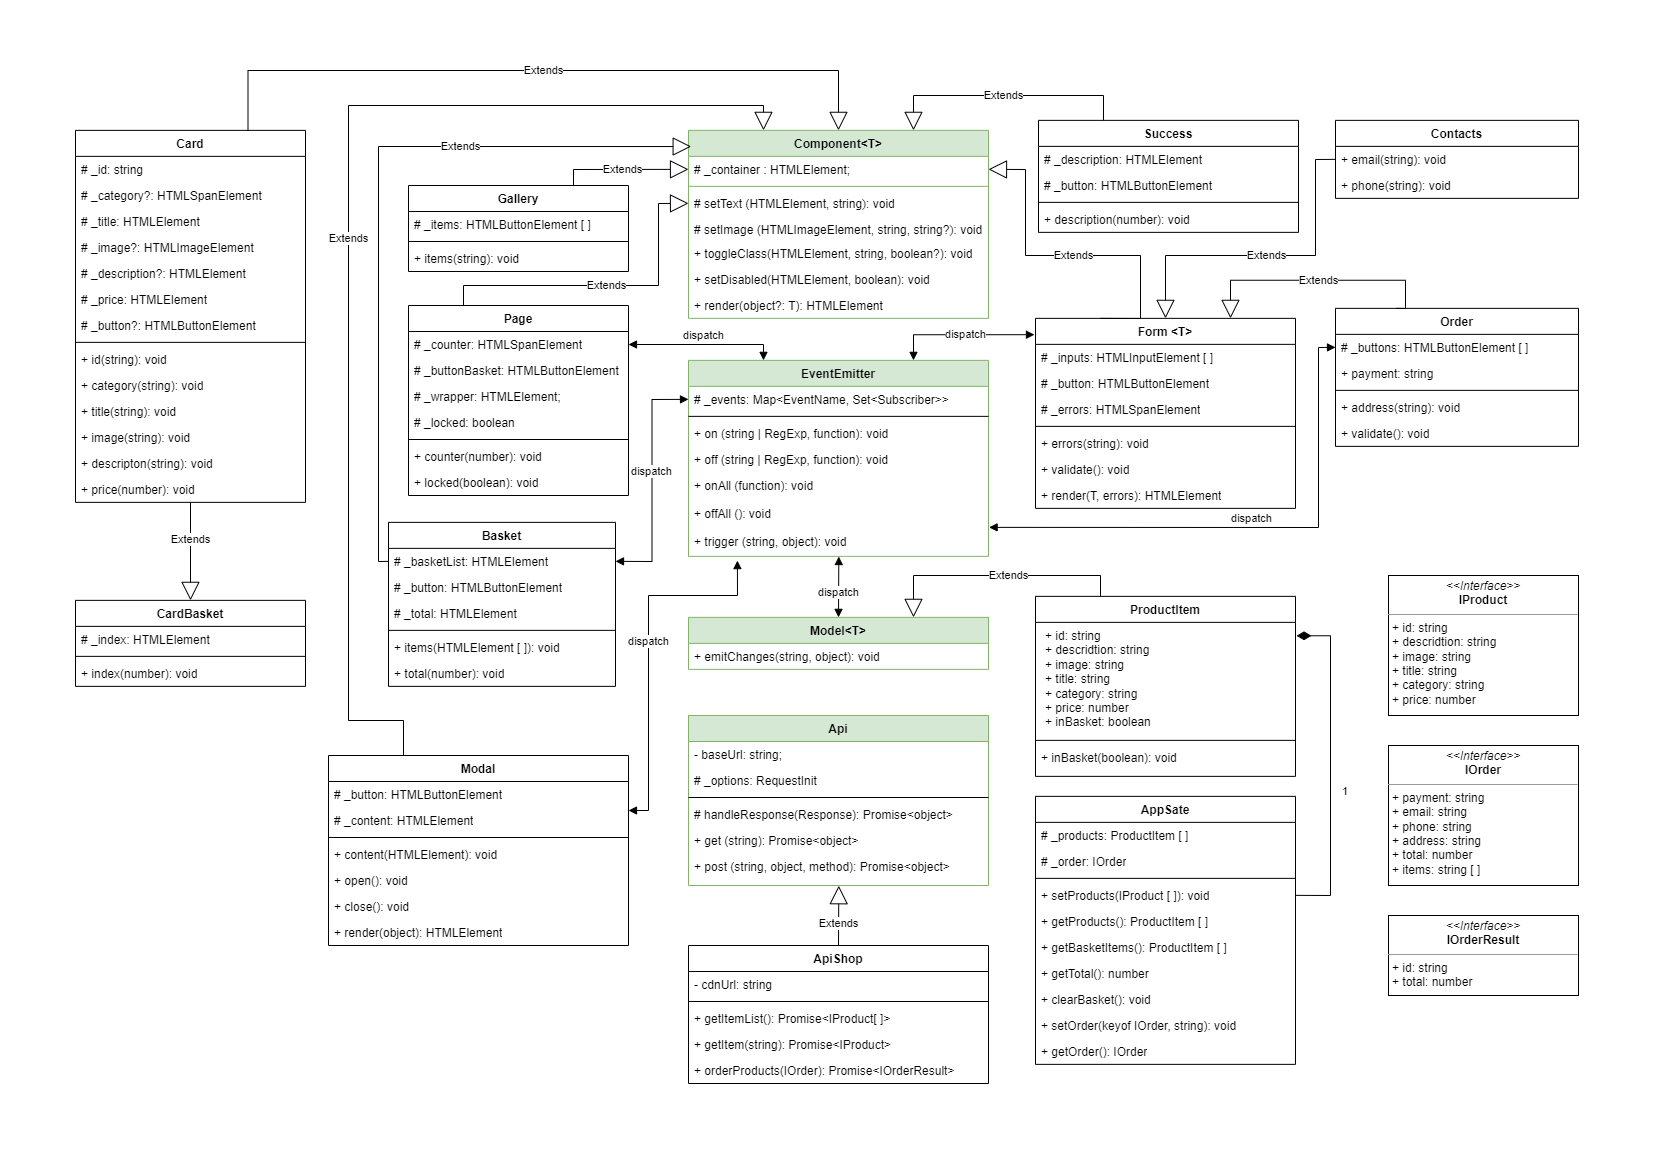 Extends
Extends
Card
# _id: string
# _category?: HTMLSpanElement
# _title: HTMLElement
# _image?: HTMLImageElement
# _description?: HTMLElement
# _price: HTMLElement
# _button?: HTMLButtonElement
+ id(string): void
+ category(string): void
+ title(string): void
+ image(string): void
+ descripton(string): void
+ price(number): void
Extends
CardBasket
# _index: HTMLElement
+ index(number): void
Extends
Extends
Extends
Gallery
# _items: HTMLButtonElement [ ]
+ items(string): void
Extends
Page
# _counter: HTMLSpanElement
# _buttonBasket: HTMLButtonElement
# _wrapper: HTMLElement;
# _locked: boolean
+ counter(number): void
+ locked(boolean): void
dispatch
dispatch
Basket
# _basketList: HTMLElement
# _button: HTMLButtonElement
# _total: HTMLElement
+ items(HTMLElement [ ]): void
+ total(number): void
dispatch
Modal
# _button: HTMLButtonElement
# _content: HTMLElement
+ content(HTMLElement): void
+ open(): void
+ close(): void
+ render(object): HTMLElement
Component<T>
# _container : HTMLElement;
# setText (HTMLElement, string): void
# setImage (HTMLImageElement, string, string?): void
+ toggleClass(HTMLElement, string, boolean?): void
+ setDisabled(HTMLElement, boolean): void
+ render(object?: T): HTMLElement
EventEmitter
# _events: Map<EventName, Set<Subscriber>>
+ on (string | RegExp, function): void
+ off (string | RegExp, function): void
+ onAll (function): void
+ offAll (): void
+ trigger (string, object): void
dispatch
Model<T>
+ emitChanges(string, object): void
Api
- baseUrl: string;
# _options: RequestInit
# handleResponse(Response): Promise<object>
+ get (string): Promise<object>
+ post (string, object, method): Promise<object>
Extends
ApiShop
- cdnUrl: string
+ getItemList(): Promise<IProduct[ ]>
+ getItem(string): Promise<IProduct>
+ orderProducts(IOrder): Promise<IOrderResult>
Success
# _description: HTMLElement
# _button: HTMLButtonElement
+ description(number): void
Contacts
+ email(string): void
+ phone(string): void
Extends
Extends
Extends
dispatch
Form <T>
# _inputs: HTMLInputElement [ ]
# _button: HTMLButtonElement
# _errors: HTMLSpanElement
+ errors(string): void
+ validate(): void
+ render(T, errors): HTMLElement
Order
# _buttons: HTMLButtonElement [ ]
+ payment: string
+ address(string): void
+ validate(): void
dispatch
Extends
ProductItem
+ id: string
+ descridtion: string
+ image: string
+ title: string
+ category: string
+ price: number
+ inBasket: boolean
+ inBasket(boolean): void
1
AppSate
# _products: ProductItem [ ]
# _order: IOrder
+ setProducts(IProduct [ ]): void
+ getProducts(): ProductItem [ ]
+ getBasketItems(): ProductItem [ ]
+ getTotal(): number
+ clearBasket(): void
+ setOrder(keyof IOrder, string): void
+ getOrder(): IOrder
<<Interface>>
IProduct
+ id: string
+ descridtion: string
+ image: string
+ title: string
+ category: string
+ price: number
<<Interface>>
IOrder
+ payment: string
+ email: string
+ phone: string
+ address: string
+ total: number
+ items: string [ ]
<<Interface>>
IOrderResult
+ id: string
+ total: number